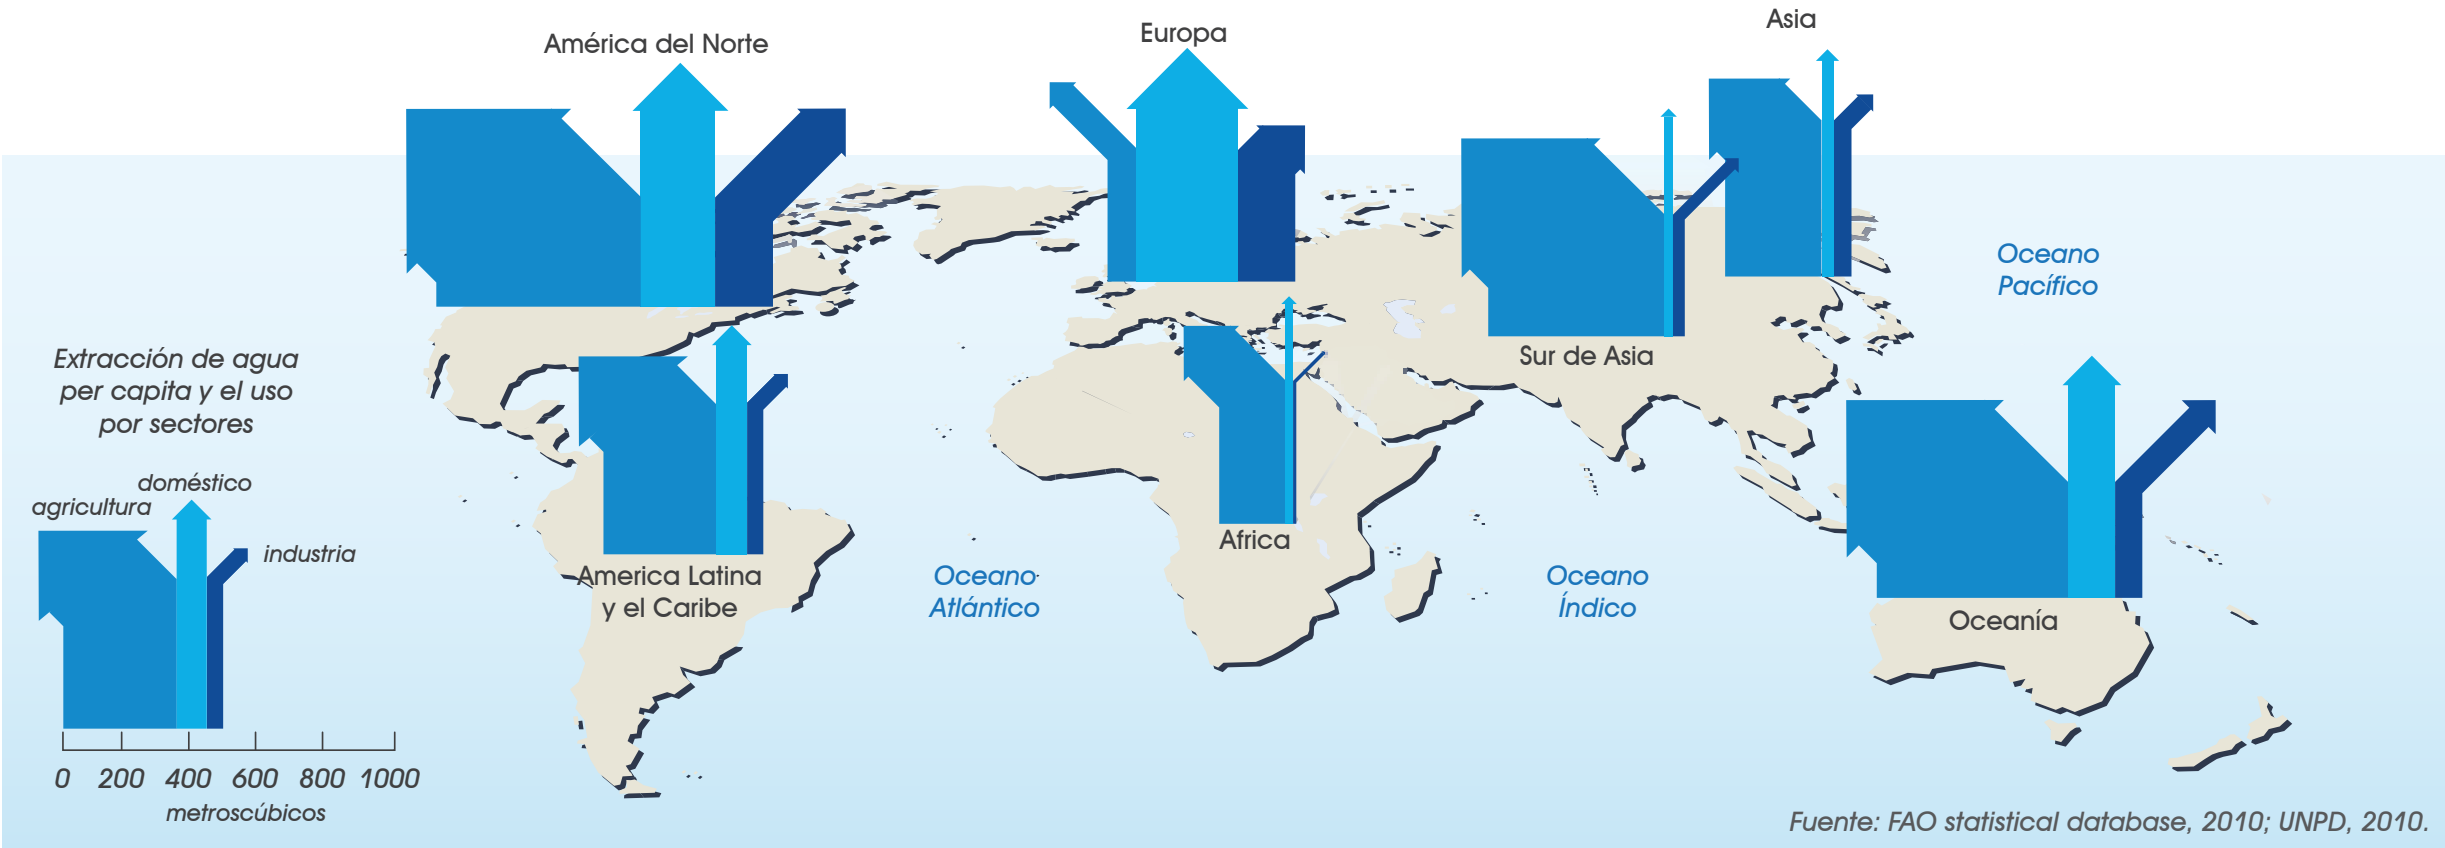 América del Norte
Europa
Asia
Oceano
Pacífico
Extracción de agua
per capita y el uso
por sectores
Sur de Asia
doméstico
agricultura
industria
Africa
America Latina
y el Caribe
Oceano
Atlántico
Oceano
Índico
Oceanía
0 200 400 600 800 1000
metroscúbicos
Fuente: FAO statistical database, 2010; UNPD, 2010.